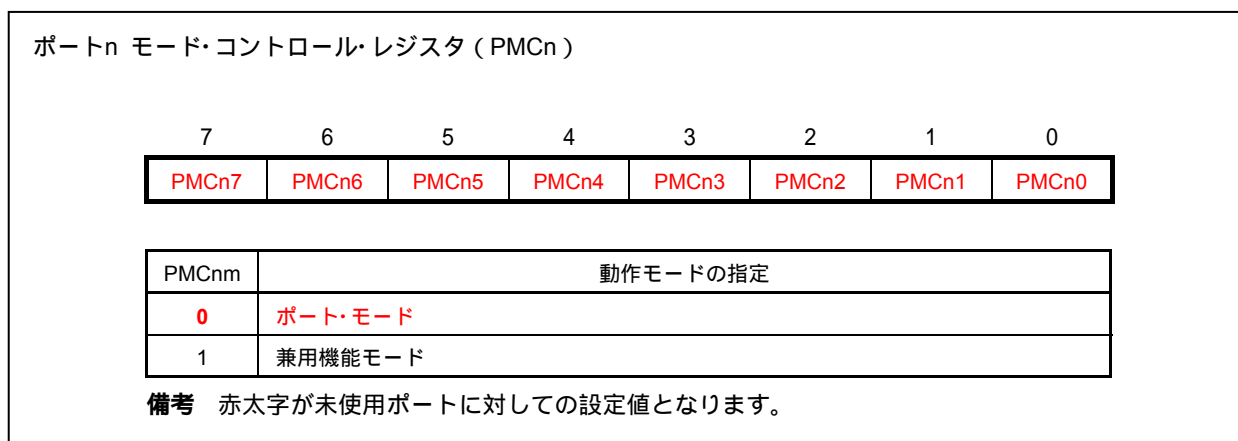 ポートn モード・コントロール・レジスタ(PMCn)
7 6 5 4 3 2 1 0
PMCn7 PMCn6 PMCn5 PMCn4 PMCn3 PMCn2 PMCn1 PMCn0
PMCnm 動作モードの指定
0 ポート・モード
1 兼用機能モード
備考 赤太字が未使用ポートに対しての設定値となります。